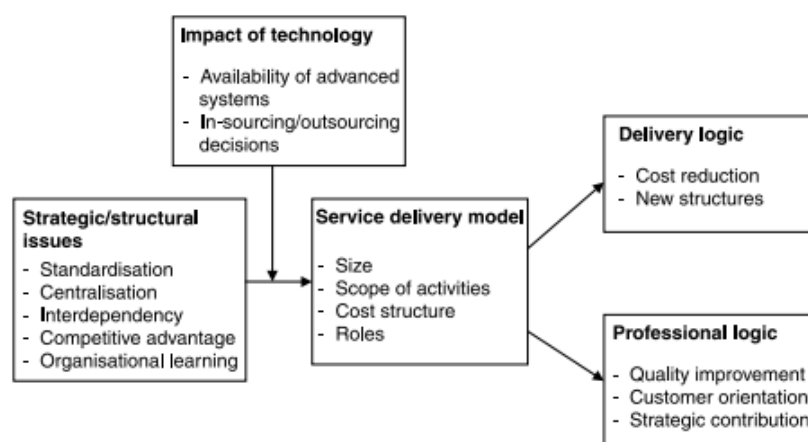 Impact of technology
- Availability of advanced
systems
- In-sourcing/outsourcing
decisions
Strategic/structural
issues
- Standardisation
- Centralisation
- Interdependency
- Competitive advantage
- Organisational learning
Service delivery model
- Size
- Scope of activities
- Cost structure
- Roles
Delivery logic
- Cost reduction
- New structures
Professional logic
- Quality improvement
- Customer orientation
- Strategic contribution